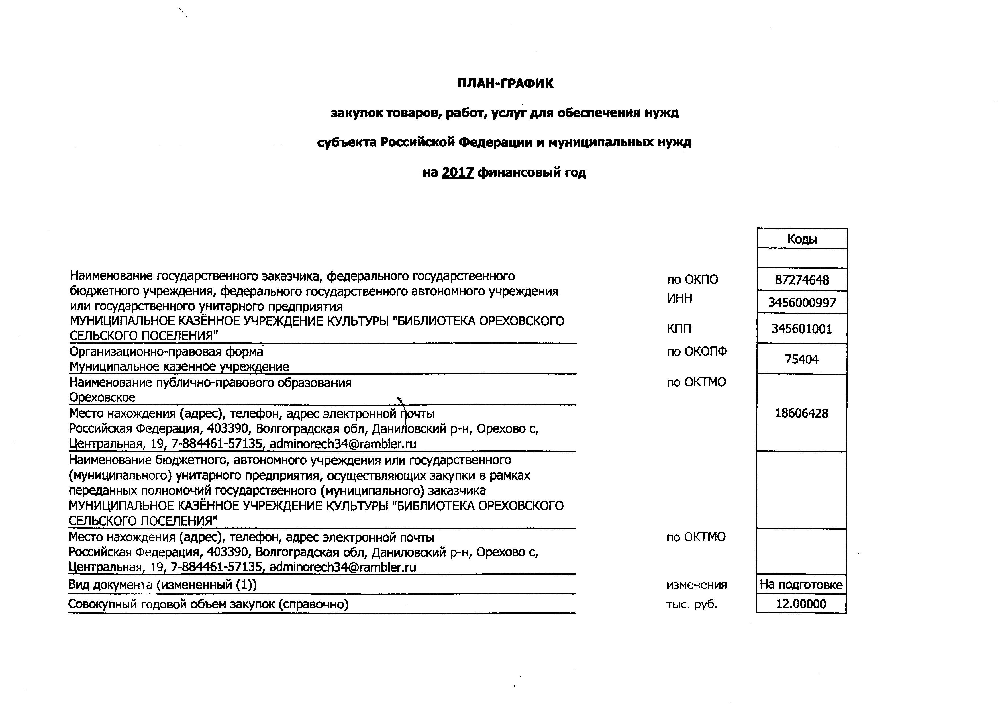 ПЛАН-ГРАФИК
закупок товаров, работ, услуг для обеспечения нужд
субъекта Российской Федерации и муниципальных нужд
на 2017 финансовый год
Коды
Наименование государственного заказчика, федерального государственного
бюджетного учреждения, федерального государственного автономного учреждения
или государственного унитарного предприятия
МУНИЦИПАЛЬНОЕ КАЗЁННОЕ УЧРЕЖДЕНИЕ КУЛЬТУРЫ "БИБЛИОТЕКА ОРЕХОВСКОГО
СЕЛЬСКОГО ПОСЕЛЕНИЯ"
по ОКПО 87274648
ИНН 3456000997
КПП 345601001
Организационно-правовая форма
Муниципальное казенное учреждение
по ОКОПФ 75404
Наименование публично-правового образования
Ореховское
по ОКТМО 18606428
Место нахождения (адрес), телефон, адрес электронной почты
Российская Федерация, 403390, Волгоградская обл, Даниловский р-н, Орехово с,
Центральная, 19, 7-884461-57135, adminorech34@rambler.ru
Наименование бюджетного, автономного учреждения или государственного
(муниципального) унитарного предприятия, осуществляющих закупки в рамках
переданных полномочий государственного (муниципального) заказчика
МУНИЦИПАЛЬНОЕ КАЗЁННОЕ УЧРЕЖДЕНИЕ КУЛЬТУРЫ "БИБЛИОТЕКА ОРЕХОВСКОГО
СЕЛЬСКОГО ПОСЕЛЕНИЯ"
Место нахождения (адрес), телефон, адрес электронной почты
Российская Федерация, 403390, Волгоградская обл, Даниловский р-н, Орехово с,
Центральная, 19, 7-884461-57135, adminorech34@rambler.ru
по ОКТМО
Вид документа (измененный (1)) изменения На подготовке
Совокупный годовой объем закупок (справочно) тыс. руб. 12.00000